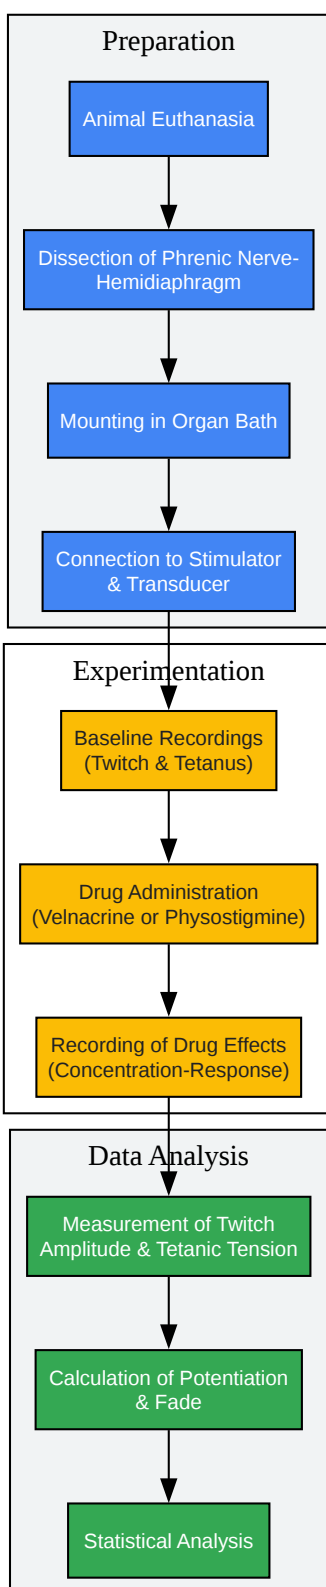 Preparation
Animal Euthanasia
Dissection of Phrenic Nerve-
Hemidiaphragm
Mounting in Organ Bath
Connection to Stimulator
& Transducer
Experimentation
Baseline Recordings
(Twitch & Tetanus)
Drug Administration
(Velnacrine or Physostigmine)
Recording of Drug Effects
(Concentration-Response)
Data Analysis
Measurement of Twitch
Amplitude & Tetanic Tension
Calculation of Potentiation
& Fade
Statistical Analysis